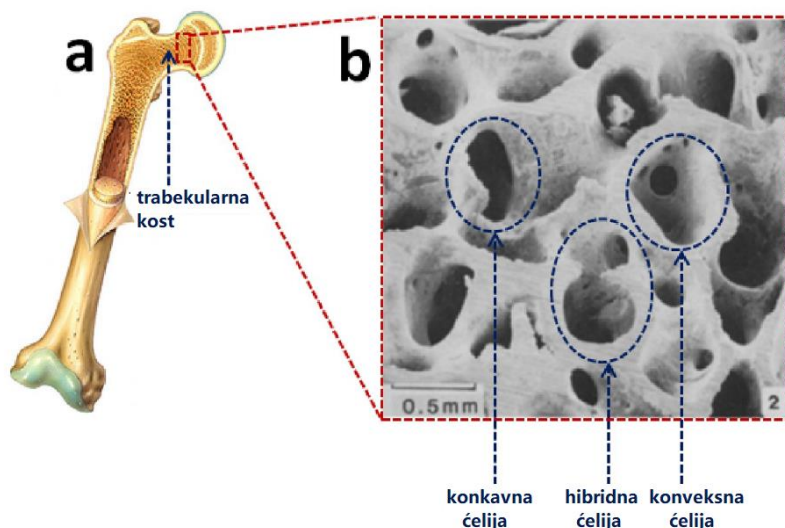 a
b
trabekularna
kost
0.5mm
2
konkavna
ćelija
hibridna
ćelija
konveksna
ćelija